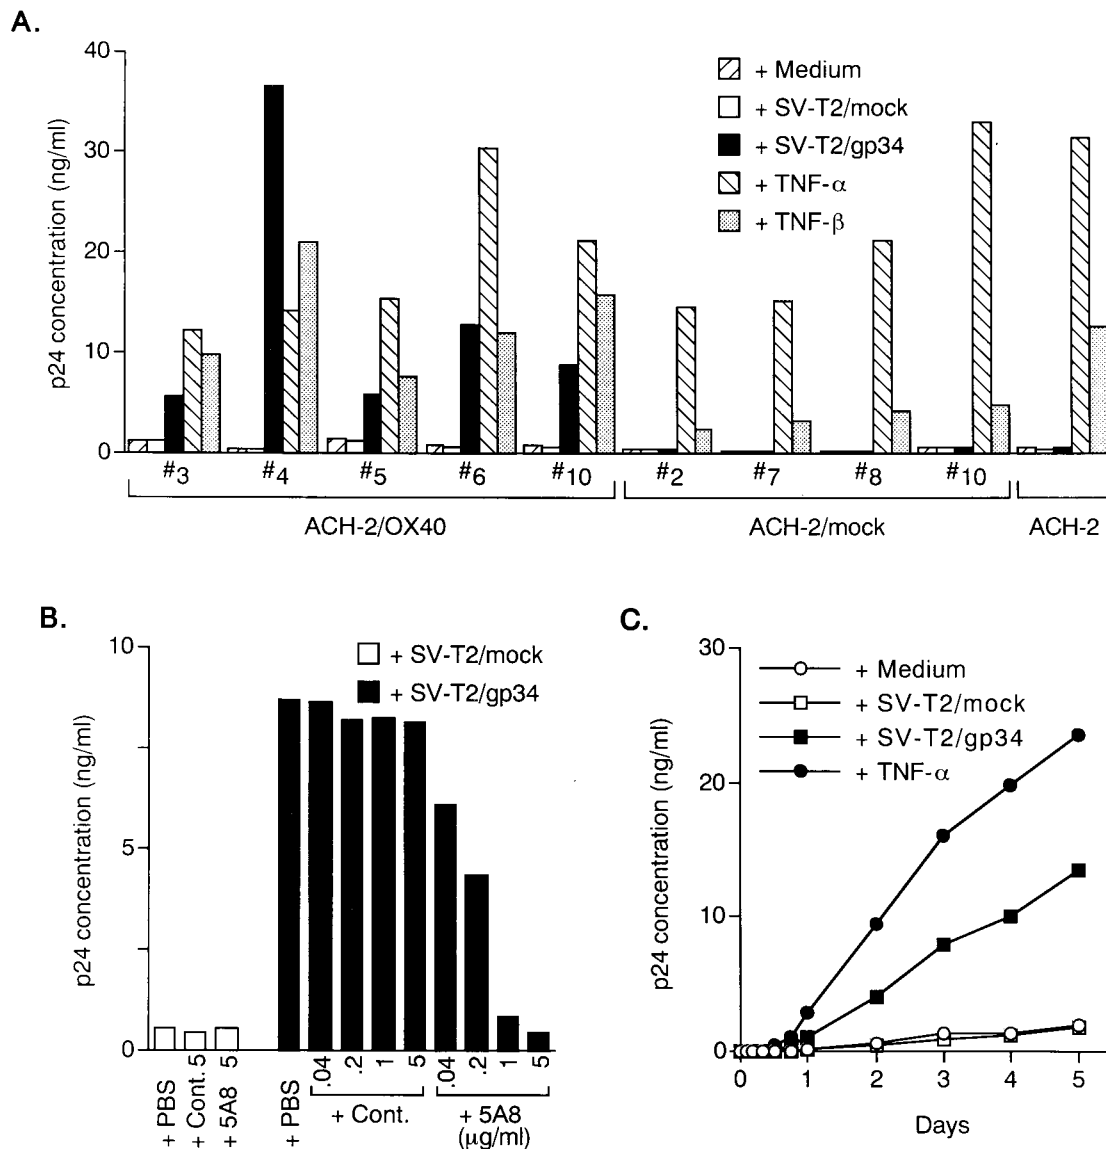 A.
p24 concentration (ng/ml)
40
30
20
10
0
+ Medium
+ SV-T2/mock
+ SV-T2/gp34
+ TNF-α
+ TNF-β
#3 #4 #5 #6 #10 #2 #7 #8 #10
ACH-2/OX40 ACH-2/mock ACH-2
B.
p24 concentration (ng/ml)
10
5
0
+ SV-T2/mock
+ SV-T2/gp34
+ PBS
+ Cont. 5
+ 5A8 5
+ PBS
.04 .2 1 5 .04 .2 1 5
+ Cont. + 5A8
(µg/ml)
C.
p24 concentration (ng/ml)
30
20
10
0
+ Medium
+ SV-T2/mock
+ SV-T2/gp34
+ TNF-α
0 1 2 3 4 5
Days